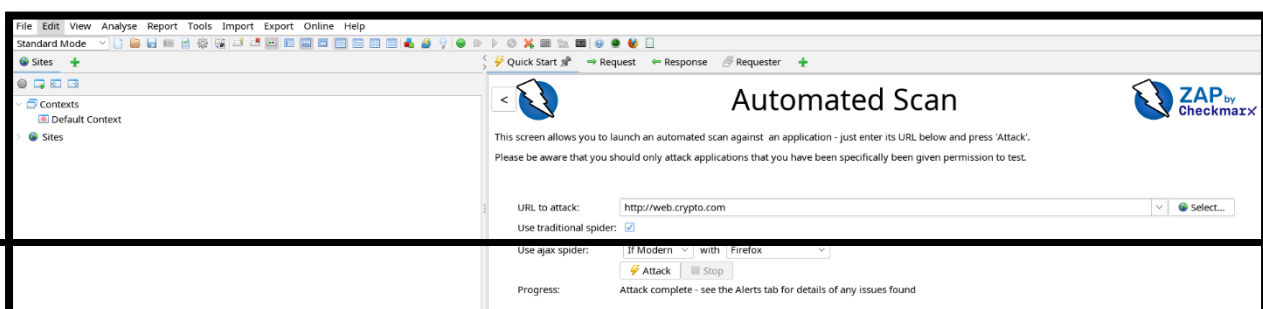 File Edit View Analyse Report Tools Import Export Online Help
Standard Mode
Sites
Quick Start Request Response Requester
Contexts
Default Context
Sites
<
Automated Scan
ZAP by Checkmarx
This screen allows you to launch an automated scan against an application - just enter its URL below and press 'Attack'.
Please be aware that you should only attack applications that you have been specifically been given permission to test.
URL to attack: http://web.crypto.com Select...
Use traditional spider:
Use ajax spider: If Modern with Firefox
Attack Stop
Progress: Attack complete - see the Alerts tab for details of any issues found